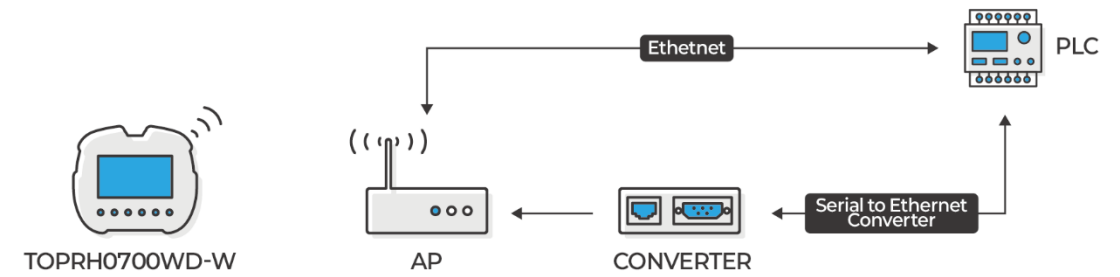 Ethetnet
PLC
Serial to Ethernet
Converter
TOPRH0700WD-W
AP
CONVERTER